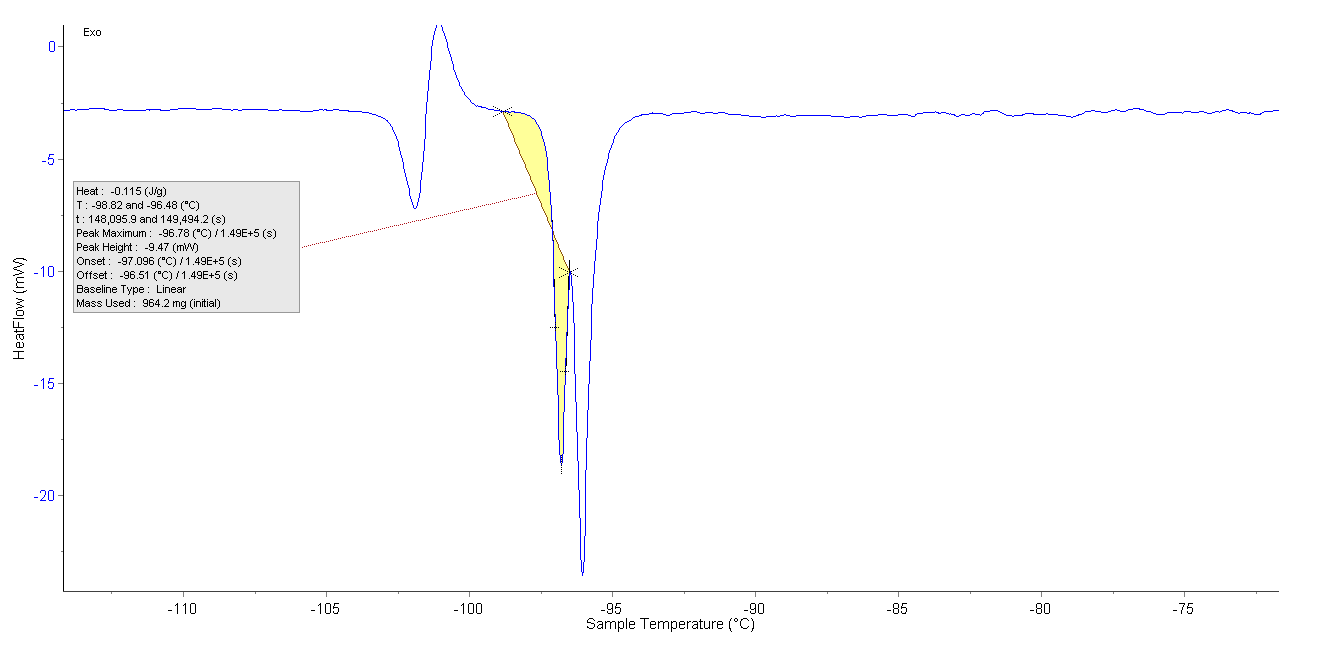 Exo
0
-5
-10
-15
-20
HeatFlow (mW)
Heat : -0.115 (J/g)
T : -98.82 and -96.48 (°C)
t : 148,095.9 and 149,494.2 (s)
Peak Maximum : -96.78 (°C) / 1.49E+5 (s)
Peak Height : -9.47 (mW)
Onset : -97.096 (°C) / 1.49E+5 (s)
Offset : -96.51 (°C) / 1.49E+5 (s)
Baseline Type : Linear
Mass Used : 964.2 mg (initial)
-110 -105 -100 -95 -90 -85 -80 -75
Sample Temperature (°C)